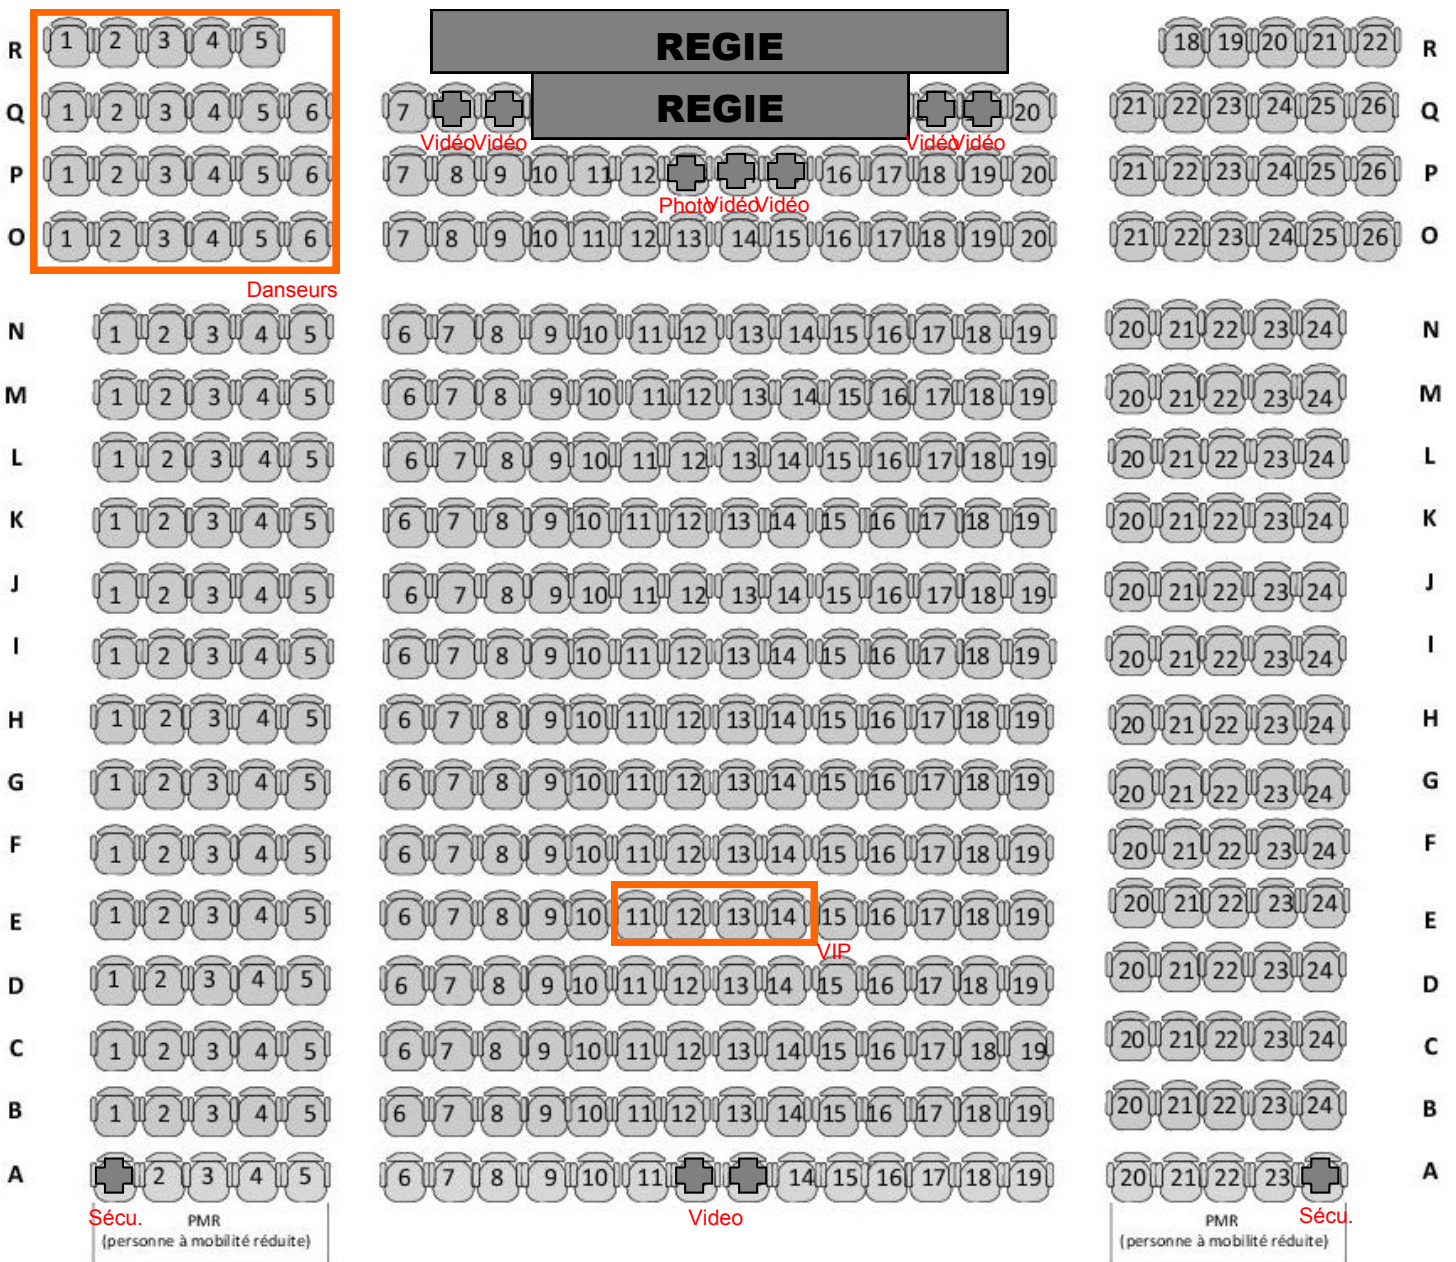 R 1 2 3 4 5 REGIE 18 19 20 21 22 R
Q 1 2 3 4 5 6 7 REGIE 20 21 22 23 24 25 26 Q
Vidéo Vidéo Vidéo Vidéo
P 1 2 3 4 5 6 7 8 9 10 11 12 16 17 18 19 20 21 22 23 24 25 26 P
Photo Vidéo Vidéo
O 1 2 3 4 5 6 7 8 9 10 11 12 13 14 15 16 17 18 19 20 21 22 23 24 25 26 O
Danseurs
N 1 2 3 4 5 6 7 8 9 10 11 12 13 14 15 16 17 18 19 20 21 22 23 24 N
M 1 2 3 4 5 6 7 8 9 10 11 12 13 14 15 16 17 18 19 20 21 22 23 24 M
L 1 2 3 4 5 6 7 8 9 10 11 12 13 14 15 16 17 18 19 20 21 22 23 24 L
K 1 2 3 4 5 6 7 8 9 10 11 12 13 14 15 16 17 18 19 20 21 22 23 24 K
J 1 2 3 4 5 6 7 8 9 10 11 12 13 14 15 16 17 18 19 20 21 22 23 24 J
I 1 2 3 4 5 6 7 8 9 10 11 12 13 14 15 16 17 18 19 20 21 22 23 24 I
H 1 2 3 4 5 6 7 8 9 10 11 12 13 14 15 16 17 18 19 20 21 22 23 24 H
G 1 2 3 4 5 6 7 8 9 10 11 12 13 14 15 16 17 18 19 20 21 22 23 24 G
F 1 2 3 4 5 6 7 8 9 10 11 12 13 14 15 16 17 18 19 20 21 22 23 24 F
E 1 2 3 4 5 6 7 8 9 10 11 12 13 14 15 16 17 18 19 20 21 22 23 24 E
VIP
D 1 2 3 4 5 6 7 8 9 10 11 12 13 14 15 16 17 18 19 20 21 22 23 24 D
C 1 2 3 4 5 6 7 8 9 10 11 12 13 14 15 16 17 18 19 20 21 22 23 24 C
B 1 2 3 4 5 6 7 8 9 10 11 12 13 14 15 16 17 18 19 20 21 22 23 24 B
A 2 3 4 5 6 7 8 9 10 11 14 15 16 17 18 19 20 21 22 23 A
Sécu. Video Sécu.
PMR PMR
(personne à mobilité réduite) (personne à mobilité réduite)